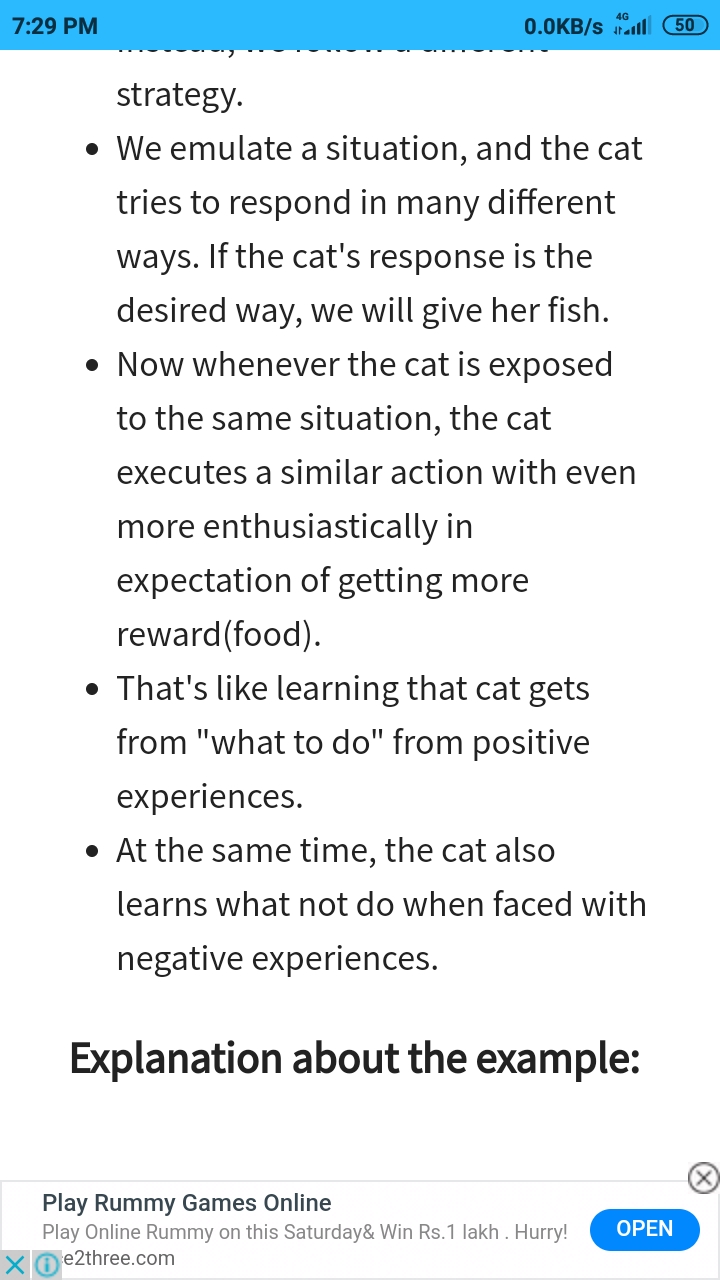 7:29 PM 0.0KB/s 4G 50
strategy.
• We emulate a situation, and the cat
tries to respond in many different
ways. If the cat's response is the
desired way, we will give her fish.
• Now whenever the cat is exposed
to the same situation, the cat
executes a similar action with even
more enthusiastically in
expectation of getting more
reward(food).
• That's like learning that cat gets
from "what to do" from positive
experiences.
• At the same time, the cat also
learns what not do when faced with
negative experiences.
Explanation about the example:
Play Rummy Games Online
Play Online Rummy on this Saturday& Win Rs.1 lakh . Hurry!
e2three.com
OPEN